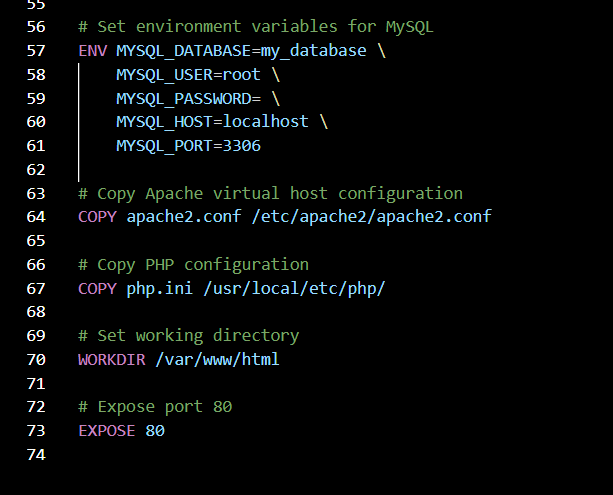 55
56 # Set environment variables for MySQL
57 ENV MYSQL_DATABASE=my_database \
58 MYSQL_USER=root \
59 MYSQL_PASSWORD= \
60 MYSQL_HOST=localhost \
61 MYSQL_PORT=3306
62
63 # Copy Apache virtual host configuration
64 COPY apache2.conf /etc/apache2/apache2.conf
65
66 # Copy PHP configuration
67 COPY php.ini /usr/local/etc/php/
68
69 # Set working directory
70 WORKDIR /var/www/html
71
72 # Expose port 80
73 EXPOSE 80
74